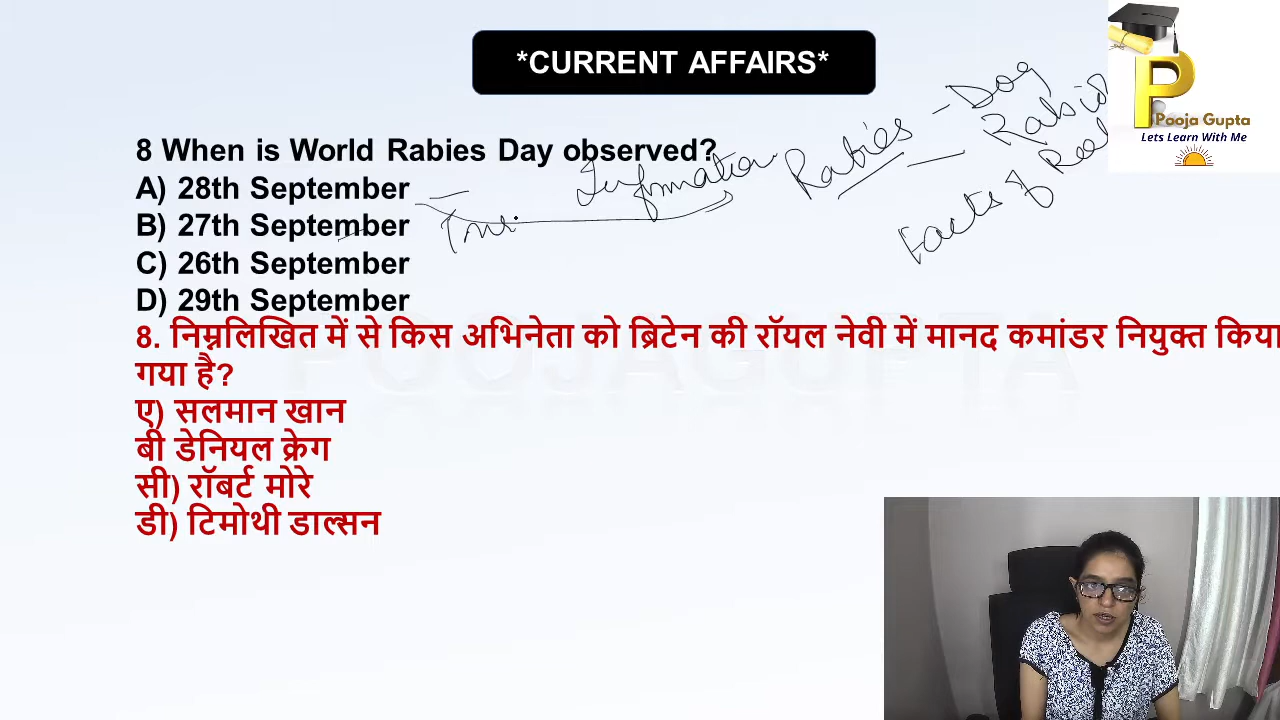 *CURRENT AFFAIRS*
Pooja Gupta
Lets Learn With Me
8 When is World Rabies Day observed?
A) 28th September
B) 27th September
C) 26th September
D) 29th September
Information Rabies - Dog
Facts of
8. निम्नलिखित में से किस अभिनेता को ब्रिटेन की रॉयल नेवी में मानद कमांडर नियुक्त किया
गया है?
ए) सलमान खान
बी डेनियल क्रेग
सी) रॉबर्ट मोरे
डी) टिमोथी डाल्सन
POOJAGUPTA